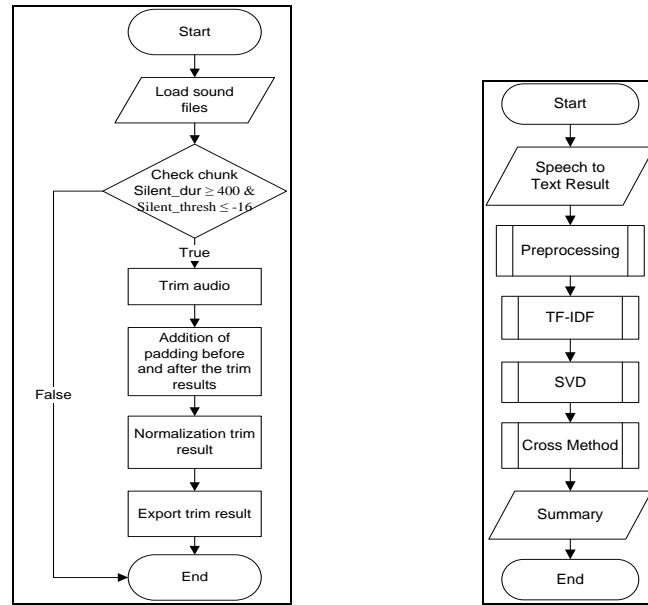 Start
Load sound
files
Check chunk
Silent_dur ≥ 400 &
Silent_thresh ≤ -16
True
Trim audio
Addition of
padding before
and after the trim
results
False
Normalization trim
result
Export trim result
End
Start
Speech to
Text Result
Preprocessing
TF-IDF
SVD
Cross Method
Summary
End